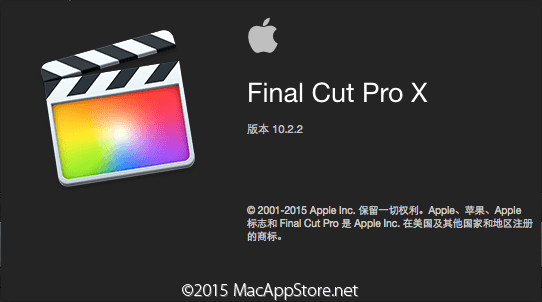 Final Cut Pro X
版本 10.2.2
© 2001-2015 Apple Inc. 保留一切权利。Apple、苹果、Apple
标志和 Final Cut Pro 是 Apple Inc. 在美国及其他国家和地区注册
的商标。
©2015 MacAppStore.net